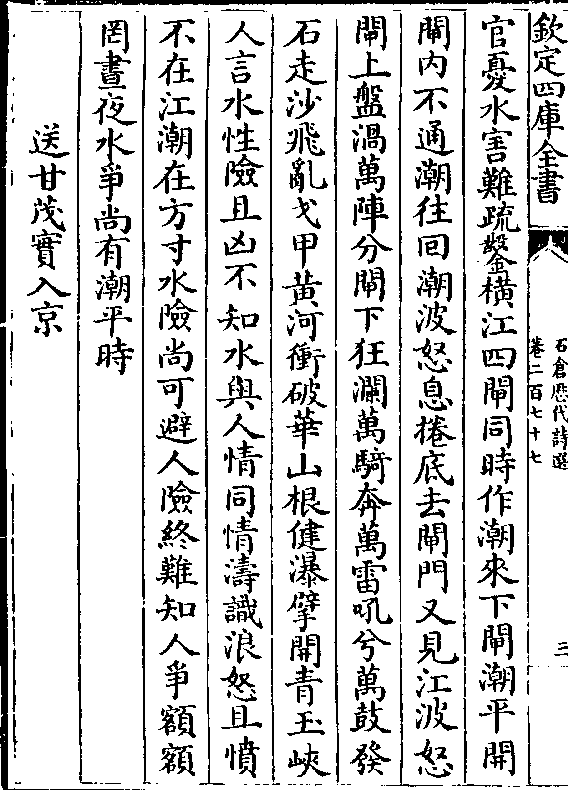 欽定四庫全書
石倉歷代詩選
卷二百七十七
三
官憂水害難疏鑿橫江四閘同時作潮來下閘潮平開
閘內不通潮往回潮波怒息捲底去閘門又見江波怒
閘上盤渦萬陣分閘下狂瀾萬騎奔萬雷吼兮萬鼓發
石走沙飛亂戈甲黃河衝破華山根健瀑擘開青玉峽
人言水性險且凶不知水與人情同情濤識浪怒且憤
不在江潮在方寸水險尚可避人險終難知人爭額額
罔晝夜水爭尚有潮平時
送甘茂實入京